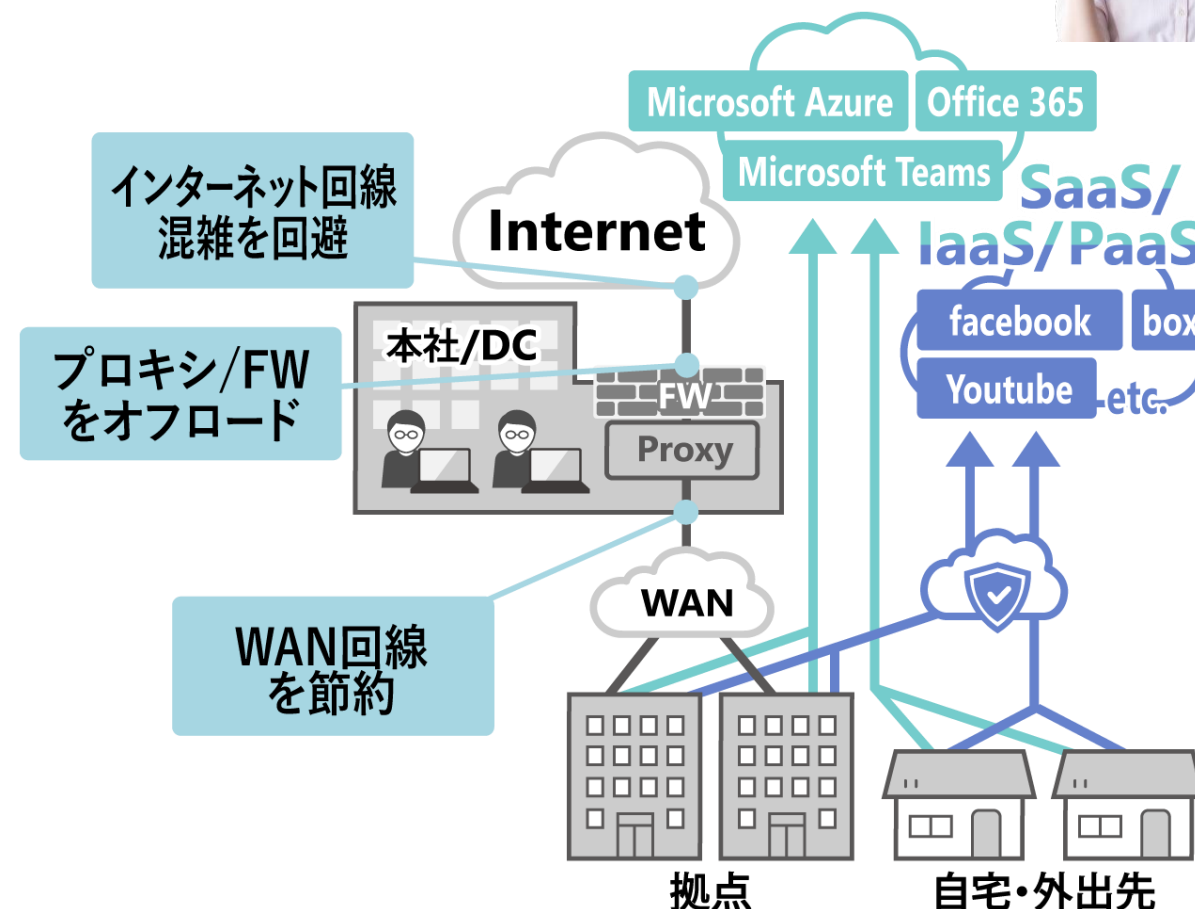 Microsoft Azure
Office 365
Microsoft Teams
インターネット回線
混雑を回避
Internet
SaaS/
IaaS/PaaS
facebook
box
Youtube
etc.
本社/DC
プロキシ/FW
をオフロード
FW
Proxy
WAN
WAN回線
を節約
拠点
自宅・外出先